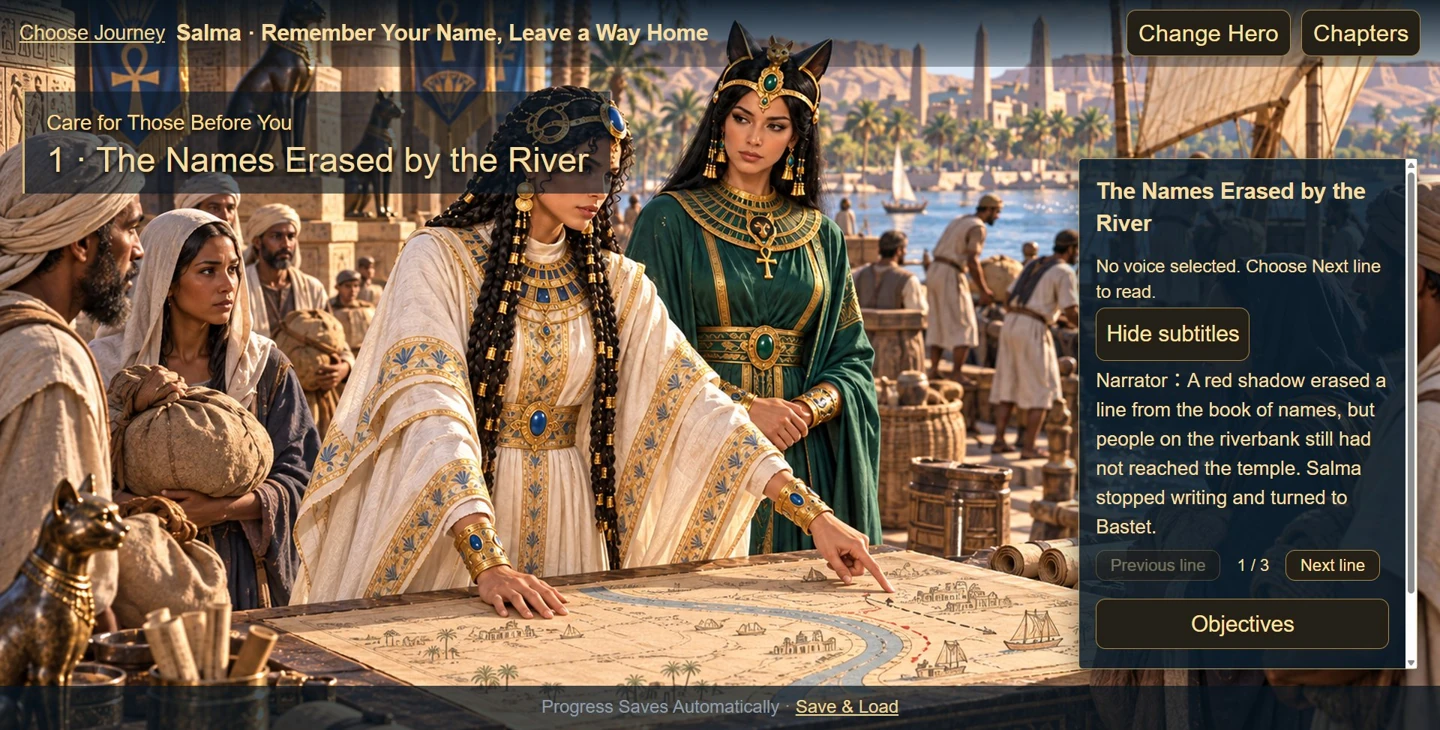 Choose Journey Salma · Remember Your Name, Leave a Way Home
Change Hero Chapters
Care for Those Before You
1 · The Names Erased by the River
The Names Erased by the
River
No voice selected. Choose Next line
to read.
Hide subtitles
Narrator：A red shadow erased a
line from the book of names, but
people on the riverbank still had
not reached the temple. Salma
stopped writing and turned to
Bastet.
Previous line 1 / 3 Next line
Objectives
Progress Saves Automatically · Save & Load